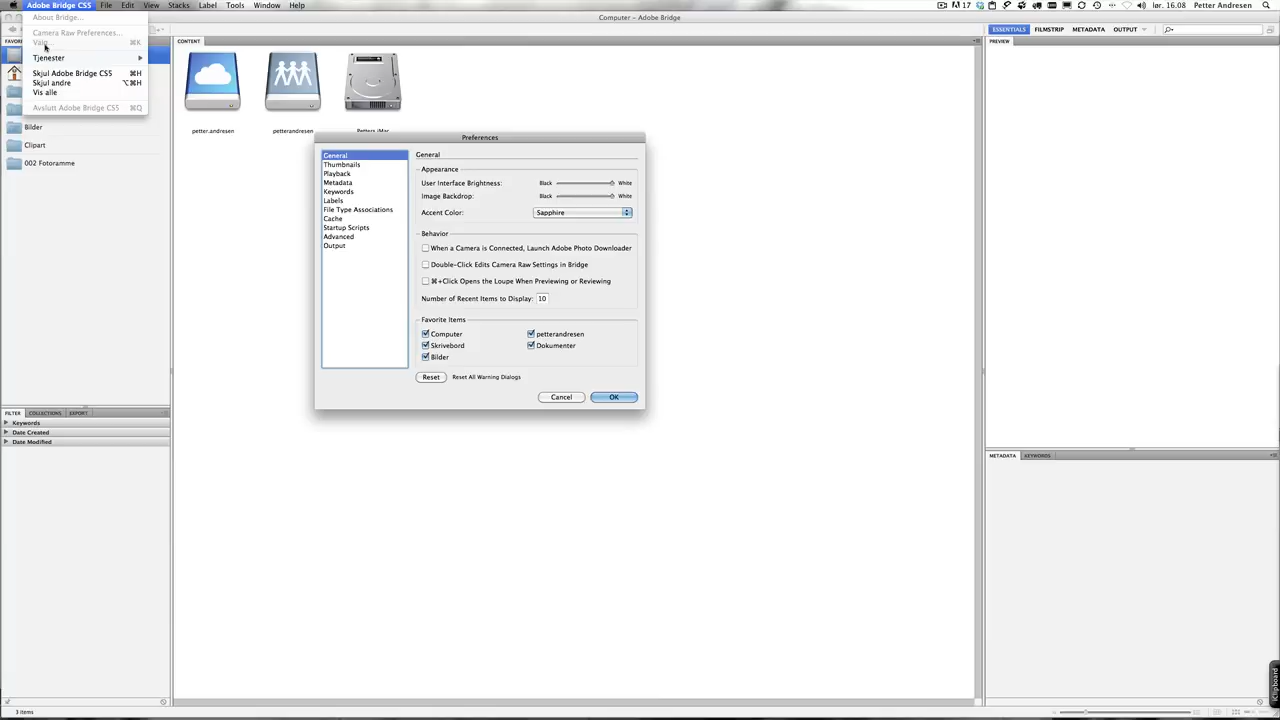 Adobe Bridge CS5 File Edit View Stacks Label Tools Window Help
17
lør. 16.08 Petter Andresen
Computer – Adobe Bridge
About Bridge...
Camera Raw Preferences...
Valg... ⌘K
Tjenester
Skjul Adobe Bridge CS5 ⌘H
Skjul andre ⌥⌘H
Vis alle
Avslutt Adobe Bridge CS5 ⌘Q
ESSENTIALS FILMSTRIP METADATA OUTPUT
CONTENT
PREVIEW
Bilder
Clipart
002 Fotoramme
petter.andresen
petterandresen
Petters iMac
Preferences
General
Thumbnails
Playback
Metadata
Keywords
Labels
File Type Associations
Cache
Startup Scripts
Advanced
Output
General
Appearance
User Interface Brightness: Black White
Image Backdrop: Black White
Accent Color: Sapphire
Behavior
When a Camera is Connected, Launch Adobe Photo Downloader
Double-Click Edits Camera Raw Settings in Bridge
⌘+Click Opens the Loupe When Previewing or Reviewing
Number of Recent Items to Display: 10
Favorite Items
Computer petterandresen
Skrivebord Dokumenter
Bilder
Reset Reset All Warning Dialogs
Cancel OK
FILTER COLLECTIONS EXPORT
Keywords
Date Created
Date Modified
METADATA KEYWORDS
3 items